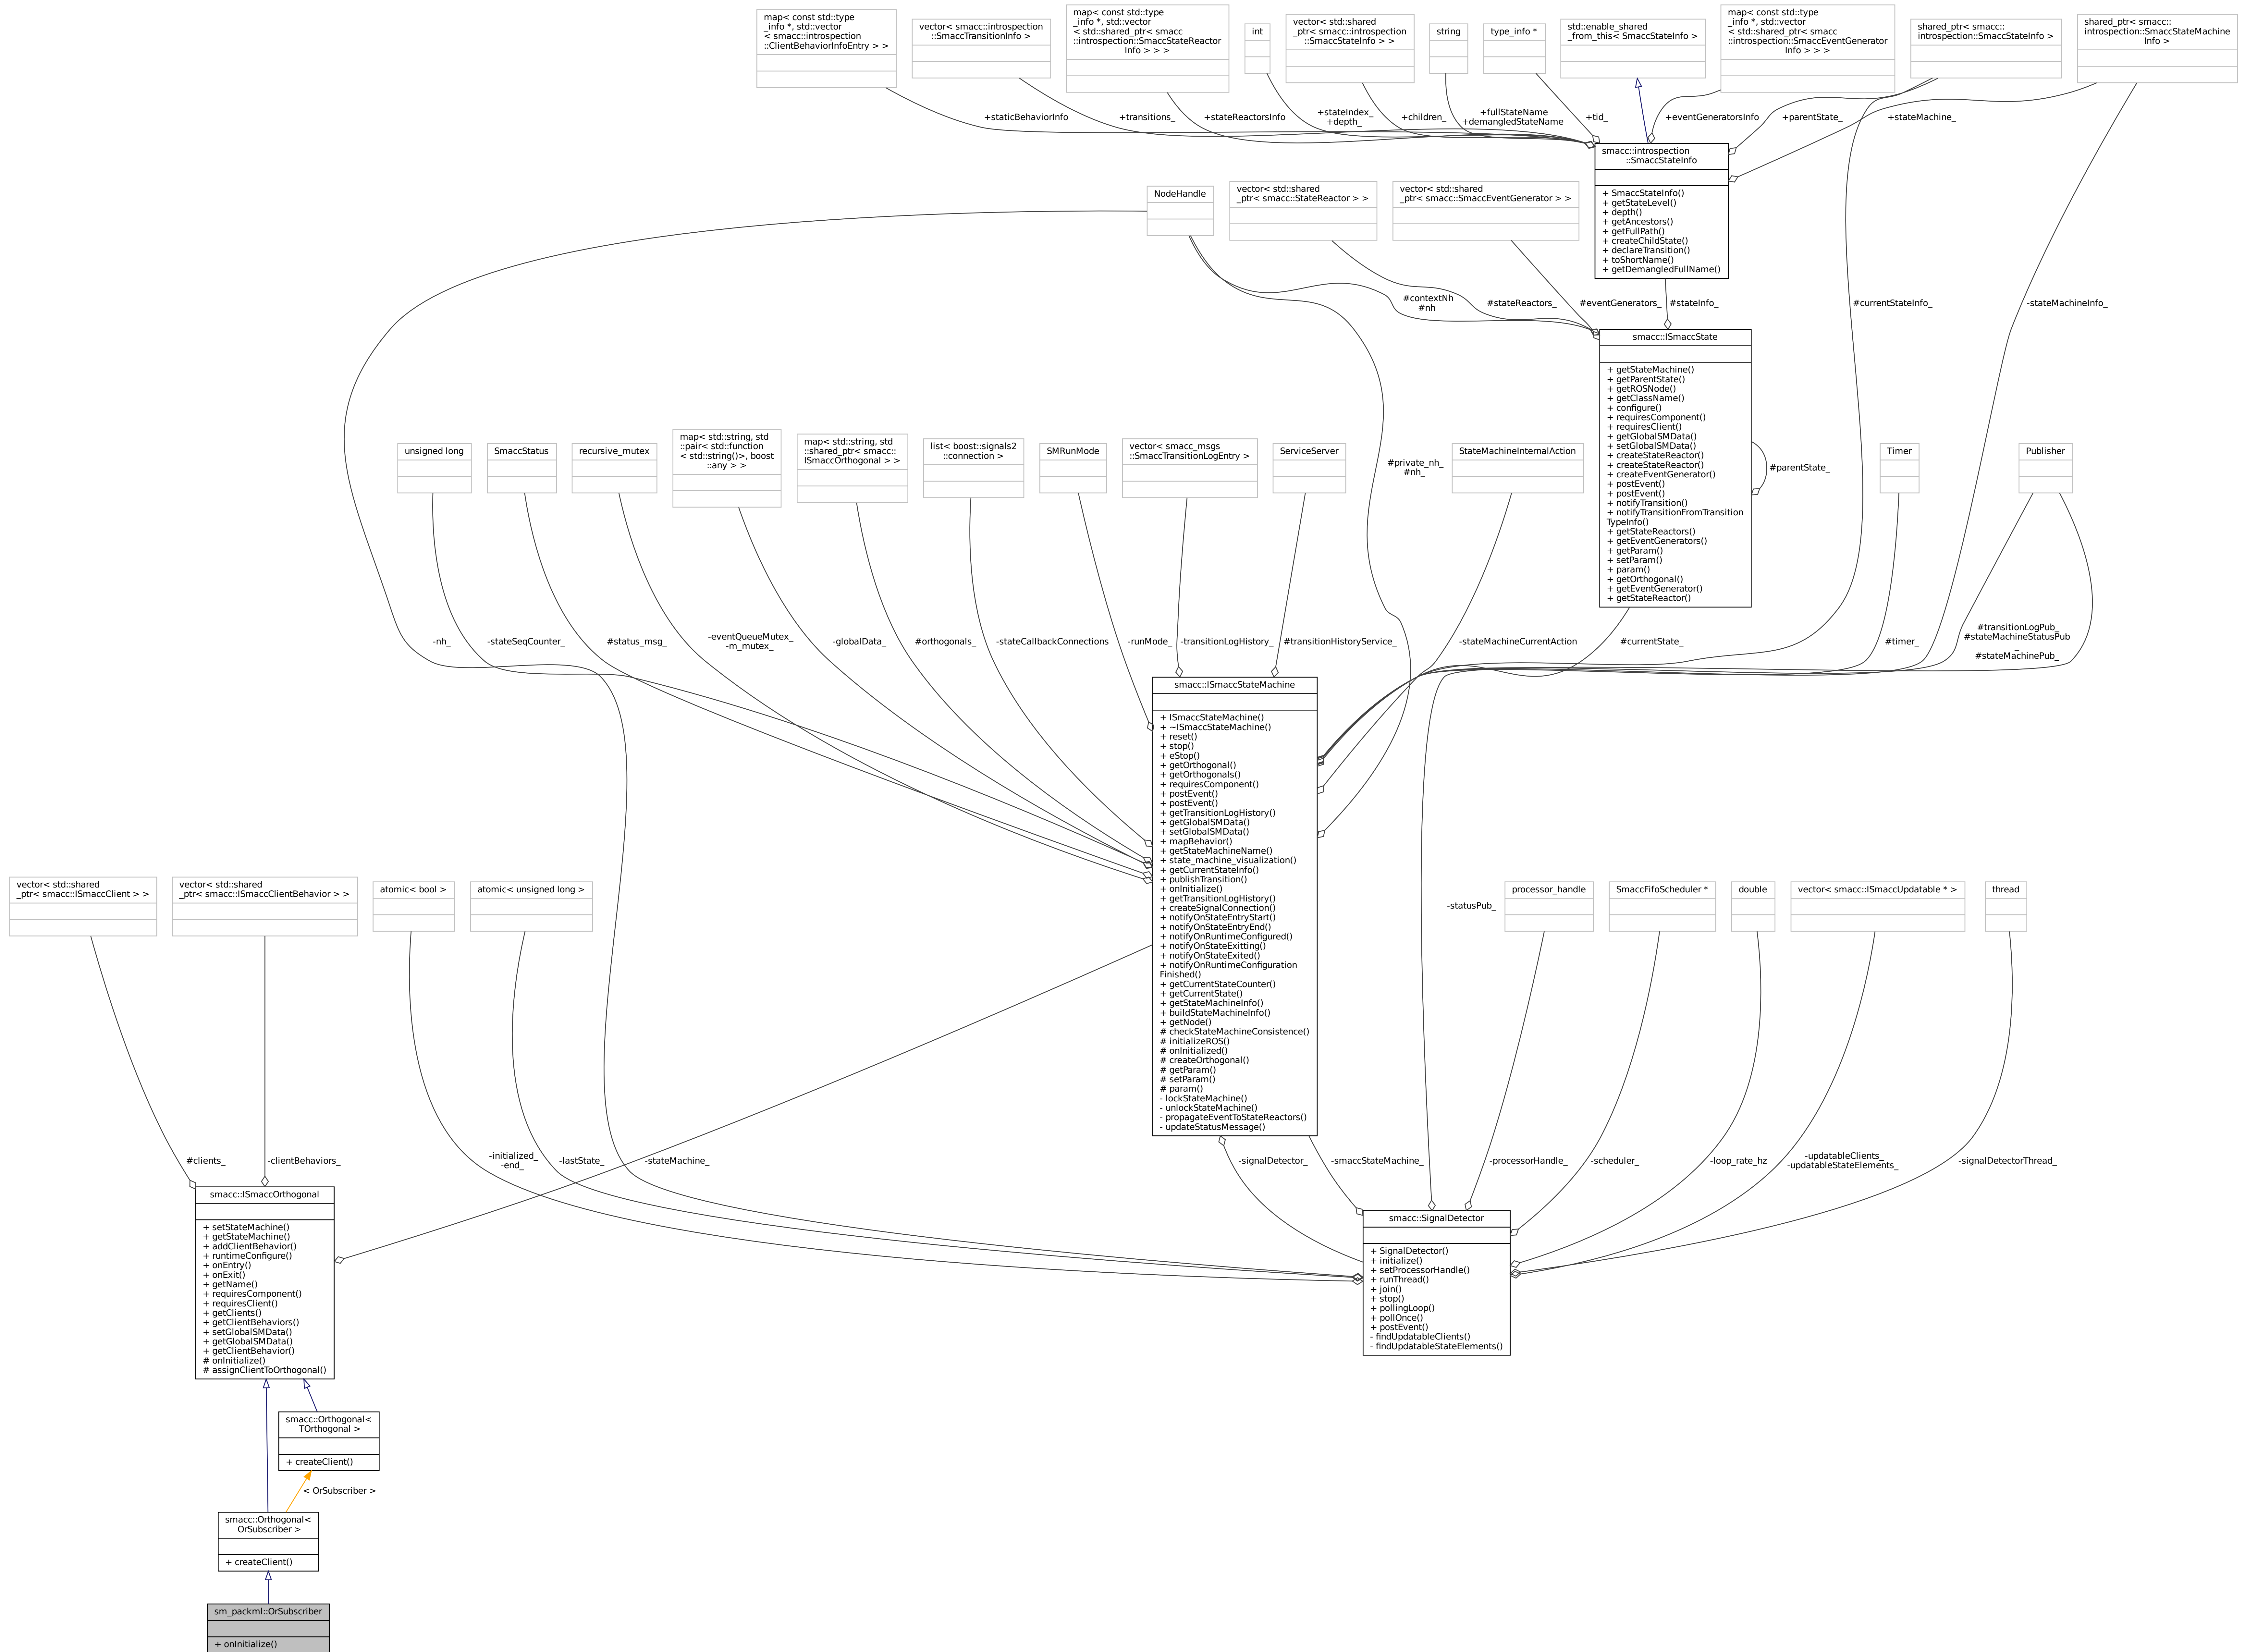 map< const std::type
_info *, std::vector
< smacc::introspection
::ClientBehaviorInfoEntry > >
vector< smacc::introspection
::SmaccTransitionInfo >
map< const std::type
_info *, std::vector
< std::shared_ptr< smacc
::introspection::SmaccStateReactor
Info > > >
int
vector< std::shared
_ptr< smacc::introspection
::SmaccStateInfo > >
string
type_info *
std::enable_shared
_from_this< SmaccStateInfo >
map< const std::type
_info *, std::vector
< std::shared_ptr< smacc
::introspection::SmaccEventGenerator
Info > > >
shared_ptr< smacc::
introspection::SmaccStateInfo >
shared_ptr< smacc::
introspection::SmaccStateMachine
Info >
+staticBehaviorInfo
+transitions_
+stateReactorsInfo
+stateIndex_
+depth_
+children_
+fullStateName
+demangledStateName
+tid_
+eventGeneratorsInfo
+parentState_
+stateMachine_
smacc::introspection
::SmaccStateInfo
+ SmaccStateInfo()
+ getStateLevel()
+ depth()
+ getAncestors()
+ getFullPath()
+ createChildState()
+ declareTransition()
+ toShortName()
+ getDemangledFullName()
NodeHandle
vector< std::shared
_ptr< smacc::StateReactor > >
vector< std::shared
_ptr< smacc::SmaccEventGenerator > >
#contextNh
#nh
#stateReactors_
#eventGenerators_
#stateInfo_
#currentStateInfo_
-stateMachineInfo_
smacc::ISmaccState
+ getStateMachine()
+ getParentState()
+ getROSNode()
+ getClassName()
+ configure()
+ requiresComponent()
+ requiresClient()
+ getGlobalSMData()
+ setGlobalSMData()
+ createStateReactor()
+ createStateReactor()
+ createEventGenerator()
+ postEvent()
+ postEvent()
+ notifyTransition()
+ notifyTransitionFromTransition
TypeInfo()
+ getStateReactors()
+ getEventGenerators()
+ getParam()
+ setParam()
+ param()
+ getOrthogonal()
+ getEventGenerator()
+ getStateReactor()
#parentState_
unsigned long
SmaccStatus
recursive_mutex
map< std::string, std
::pair< std::function
< std::string()>, boost
::any > >
map< std::string, std
::shared_ptr< smacc::
ISmaccOrthogonal > >
list< boost::signals2
::connection >
SMRunMode
vector< smacc_msgs
::SmaccTransitionLogEntry >
ServiceServer
#private_nh_
#nh_
StateMachineInternalAction
Timer
Publisher
-nh_
-stateSeqCounter_
#status_msg_
-eventQueueMutex_
-m_mutex_
-globalData_
#orthogonals_
-stateCallbackConnections
-runMode_
-transitionLogHistory_
#transitionHistoryService_
-stateMachineCurrentAction
#currentState_
#timer_
#transitionLogPub_
#stateMachineStatusPub
_
#stateMachinePub_
smacc::ISmaccStateMachine
+ ISmaccStateMachine()
+ ~ISmaccStateMachine()
+ reset()
+ stop()
+ eStop()
+ getOrthogonal()
+ getOrthogonals()
+ requiresComponent()
+ postEvent()
+ postEvent()
+ getTransitionLogHistory()
+ getGlobalSMData()
+ setGlobalSMData()
+ mapBehavior()
+ getStateMachineName()
+ state_machine_visualization()
+ getCurrentStateInfo()
+ publishTransition()
+ onInitialize()
+ getTransitionLogHistory()
+ createSignalConnection()
+ notifyOnStateEntryStart()
+ notifyOnStateEntryEnd()
+ notifyOnRuntimeConfigured()
+ notifyOnStateExitting()
+ notifyOnStateExited()
+ notifyOnRuntimeConfiguration
Finished()
+ getCurrentStateCounter()
+ getCurrentState()
+ getStateMachineInfo()
+ buildStateMachineInfo()
+ getNode()
# checkStateMachineConsistence()
# initializeROS()
# onInitialized()
# createOrthogonal()
# getParam()
# setParam()
# param()
- lockStateMachine()
- unlockStateMachine()
- propagateEventToStateReactors()
- updateStatusMessage()
vector< std::shared
_ptr< smacc::ISmaccClient > >
vector< std::shared
_ptr< smacc::ISmaccClientBehavior > >
atomic< bool >
atomic< unsigned long >
-statusPub_
processor_handle
SmaccFifoScheduler *
double
vector< smacc::ISmaccUpdatable * >
thread
#clients_
-clientBehaviors_
-initialized_
-end_
-lastState_
-stateMachine_
-signalDetector_
-smaccStateMachine_
-processorHandle_
-scheduler_
-loop_rate_hz
-updatableClients_
-updatableStateElements_
-signalDetectorThread_
smacc::ISmaccOrthogonal
+ setStateMachine()
+ getStateMachine()
+ addClientBehavior()
+ runtimeConfigure()
+ onEntry()
+ onExit()
+ getName()
+ requiresComponent()
+ requiresClient()
+ getClients()
+ getClientBehaviors()
+ setGlobalSMData()
+ getGlobalSMData()
+ getClientBehavior()
# onInitialize()
# assignClientToOrthogonal()
smacc::SignalDetector
+ SignalDetector()
+ initialize()
+ setProcessorHandle()
+ runThread()
+ join()
+ stop()
+ pollingLoop()
+ pollOnce()
+ postEvent()
- findUpdatableClients()
- findUpdatableStateElements()
smacc::Orthogonal<
TOrthogonal >
+ createClient()
< OrSubscriber >
smacc::Orthogonal<
OrSubscriber >
+ createClient()
sm_packml::OrSubscriber
+ onInitialize()